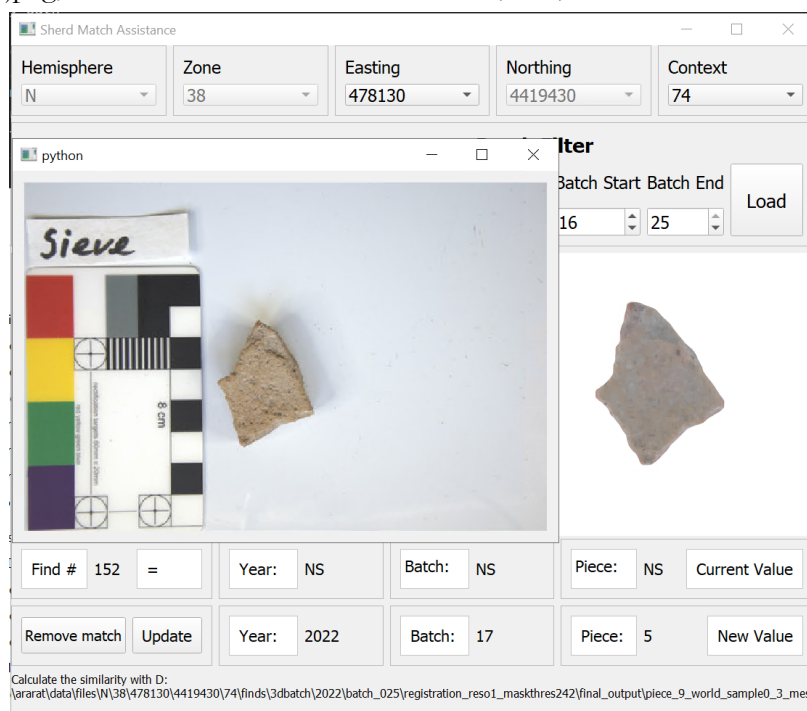 Sherd Match Assistance
Hemisphere Zone Easting Northing Context
N 38 478130 4419430 74
python
Batch Start Batch End
Load
16 25
Sieve
8 cm
Find # 152 = Year: NS Batch: NS Piece: NS Current Value
Remove match Update Year: 2022 Batch: 17 Piece: 5 New Value
Calculate the similarity with D:
\ararat\data\files\N\38\478130\4419430\74\finds\3dbatch\2022\batch_025\registration_reso1_maskthres242\final_output\piece_9_world_sample0_3_mes